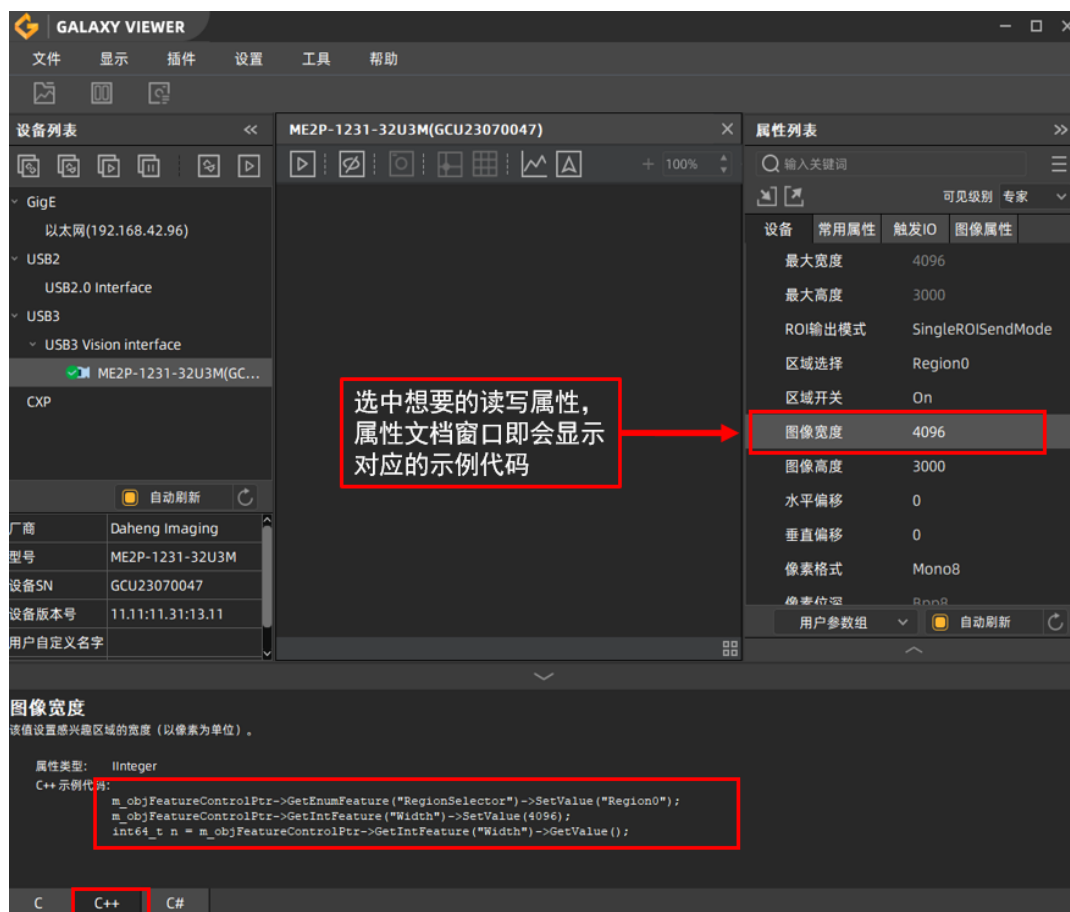 GALAXY VIEWER
文件 显示 插件 设置 工具 帮助
设备列表
GigE
以太网(192.168.42.96)
USB2
USB2.0 Interface
USB3
USB3 Vision interface
ME2P-1231-32U3M(GC...
CXP
自动刷新
厂商 Daheng Imaging
型号 ME2P-1231-32U3M
设备SN GCU23070047
设备版本号 11.11:11.31:13.11
用户自定义名字
ME2P-1231-32U3M(GCU23070047)
100%
选中想要的读写属性，
属性文档窗口即会显示
对应的示例代码
属性列表
输入关键词
可见级别 专家
设备 常用属性 触发IO 图像属性
最大宽度 4096
最大高度 3000
ROI输出模式 SingleROISendMode
区域选择 Region0
区域开关 On
图像宽度 4096
图像高度 3000
水平偏移 0
垂直偏移 0
像素格式 Mono8
像素位深 Bpp8
用户参数组 自动刷新
图像宽度
该值设置感兴趣区域的宽度（以像素为单位）。
属性类型: IInteger
C++ 示例代码:
m_objFeatureControlPtr->GetEnumFeature("RegionSelector")->SetValue("Region0");
m_objFeatureControlPtr->GetIntFeature("Width")->SetValue(4096);
int64_t n = m_objFeatureControlPtr->GetIntFeature("Width")->GetValue();
C C++ C#